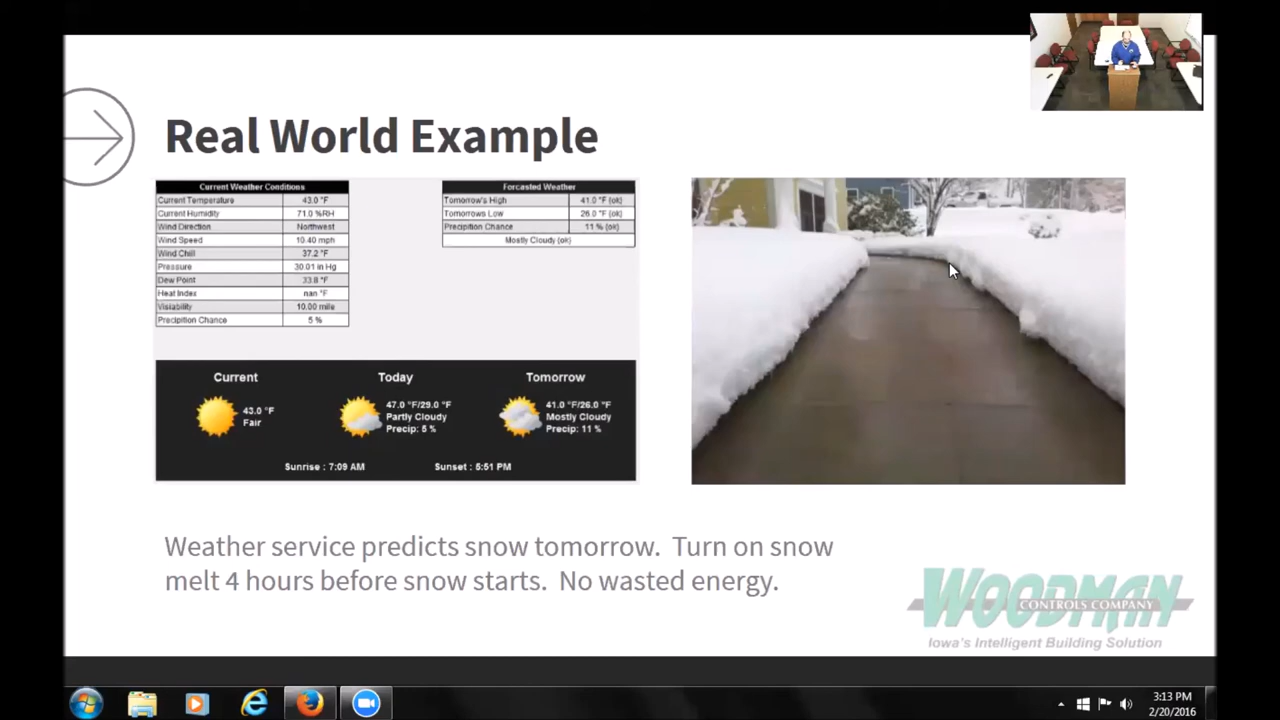 Real World Example
Current Weather Conditions
Current Temperature 43.0 °F
Current Humidity 71.0 %RH
Wind Direction Northwest
Wind Speed 10.40 mph
Wind Chill 37.2 °F
Pressure 30.01 in Hg
Dew Point 33.8 °F
Heat Index nan °F
Visiability 10.00 mile
Precipition Chance 5 %
Forcasted Weather
Tomorrow's High 41.0 °F (ok)
Tomorrows Low 26.0 °F (ok)
Precipition Chance 11 % (ok)
Mostly Cloudy (ok)
Current Today Tomorrow
43.0 °F
Fair
47.0 °F/29.0 °F
Partly Cloudy
Precip: 5 %
41.0 °F/26.0 °F
Mostly Cloudy
Precip: 11 %
Sunrise : 7:09 AM Sunset : 5:51 PM
Weather service predicts snow tomorrow. Turn on snow
melt 4 hours before snow starts. No wasted energy.
WOODMAN
CONTROLS COMPANY
Iowa's Intelligent Building Solution
3:13 PM
2/20/2016